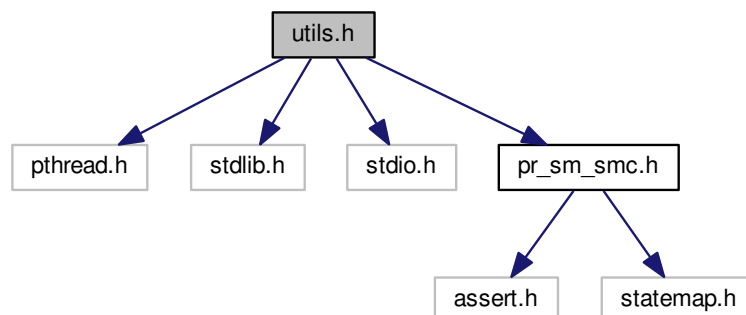 utils.h
pthread.h
stdlib.h
stdio.h
pr_sm_smc.h
assert.h
statemap.h